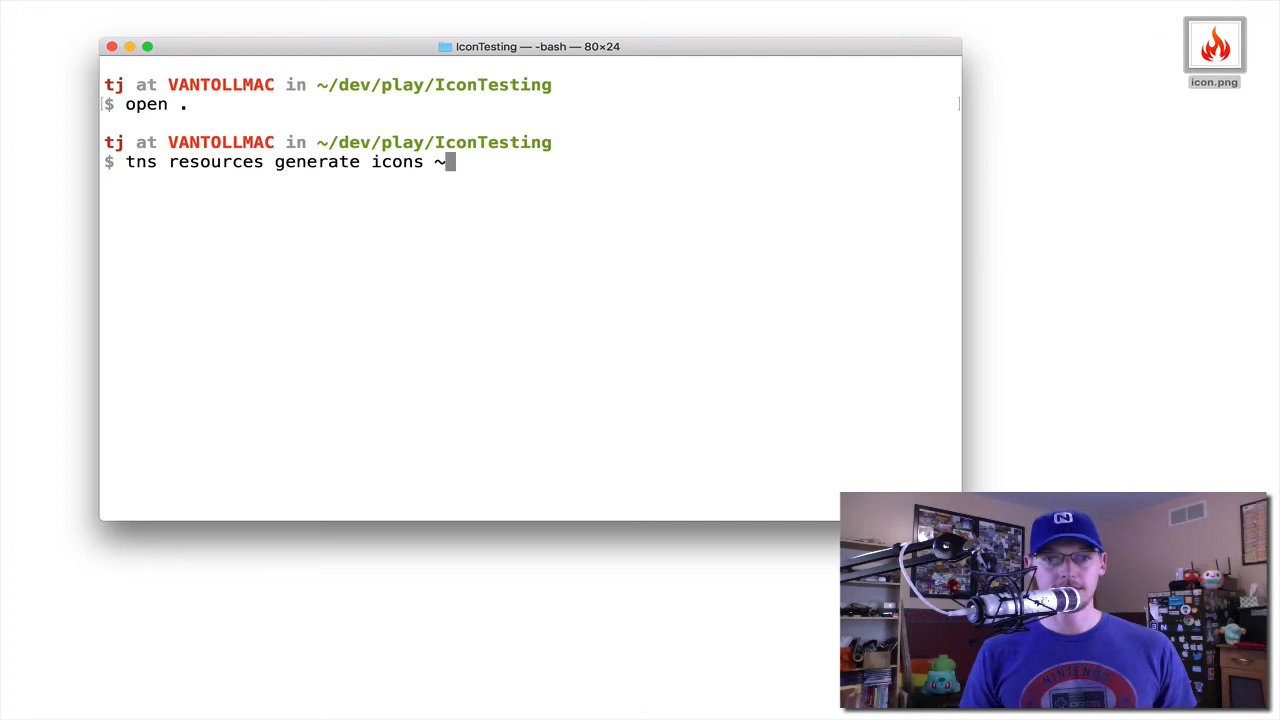 IconTesting — -bash — 80×24
tj at VANTOLLMAC in ~/dev/play/IconTesting
$ open .
tj at VANTOLLMAC in ~/dev/play/IconTesting
$ tns resources generate icons ~
icon.png
N
NINTENDO